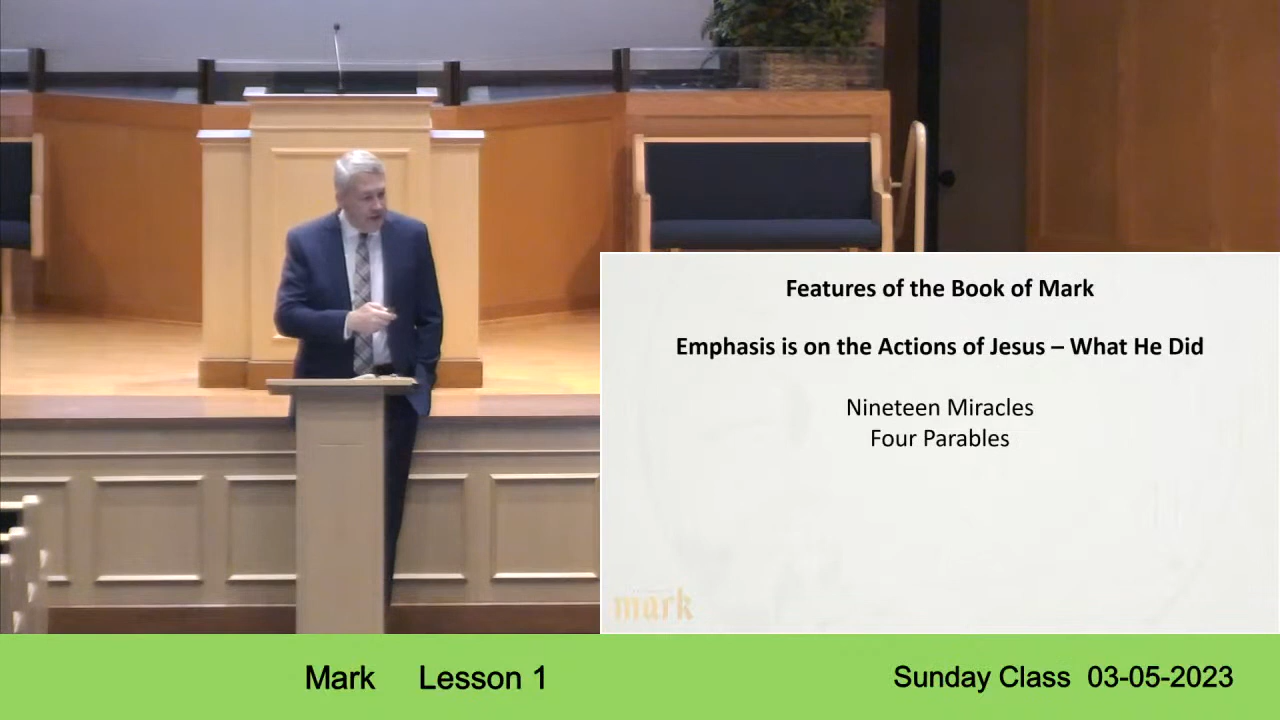 Features of the Book of Mark
Emphasis is on the Actions of Jesus – What He Did
Nineteen Miracles
Four Parables
mark
Mark Lesson 1
Sunday Class 03-05-2023